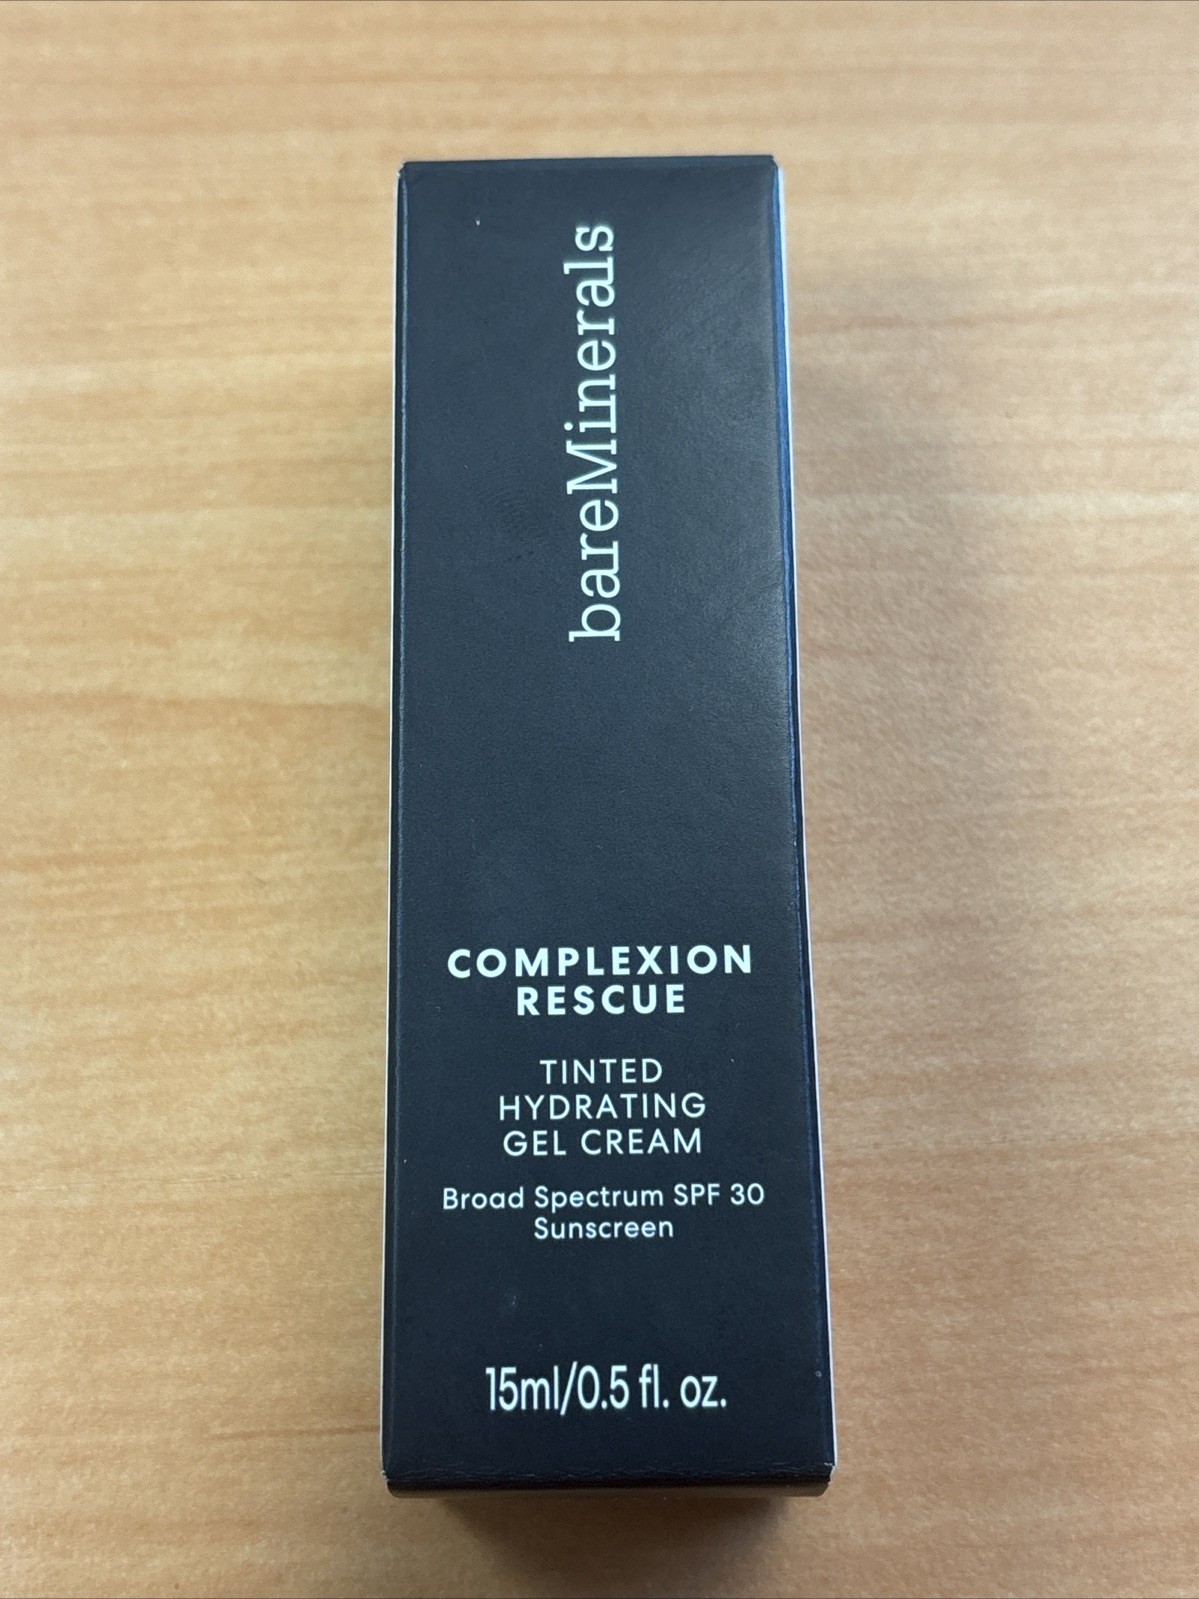 bareMinerals
COMPLEXION
RESCUE
TINTED
HYDRATING
GEL CREAM
Broad Spectrum SPF 30
Sunscreen
15ml/0.5 fl. oz.